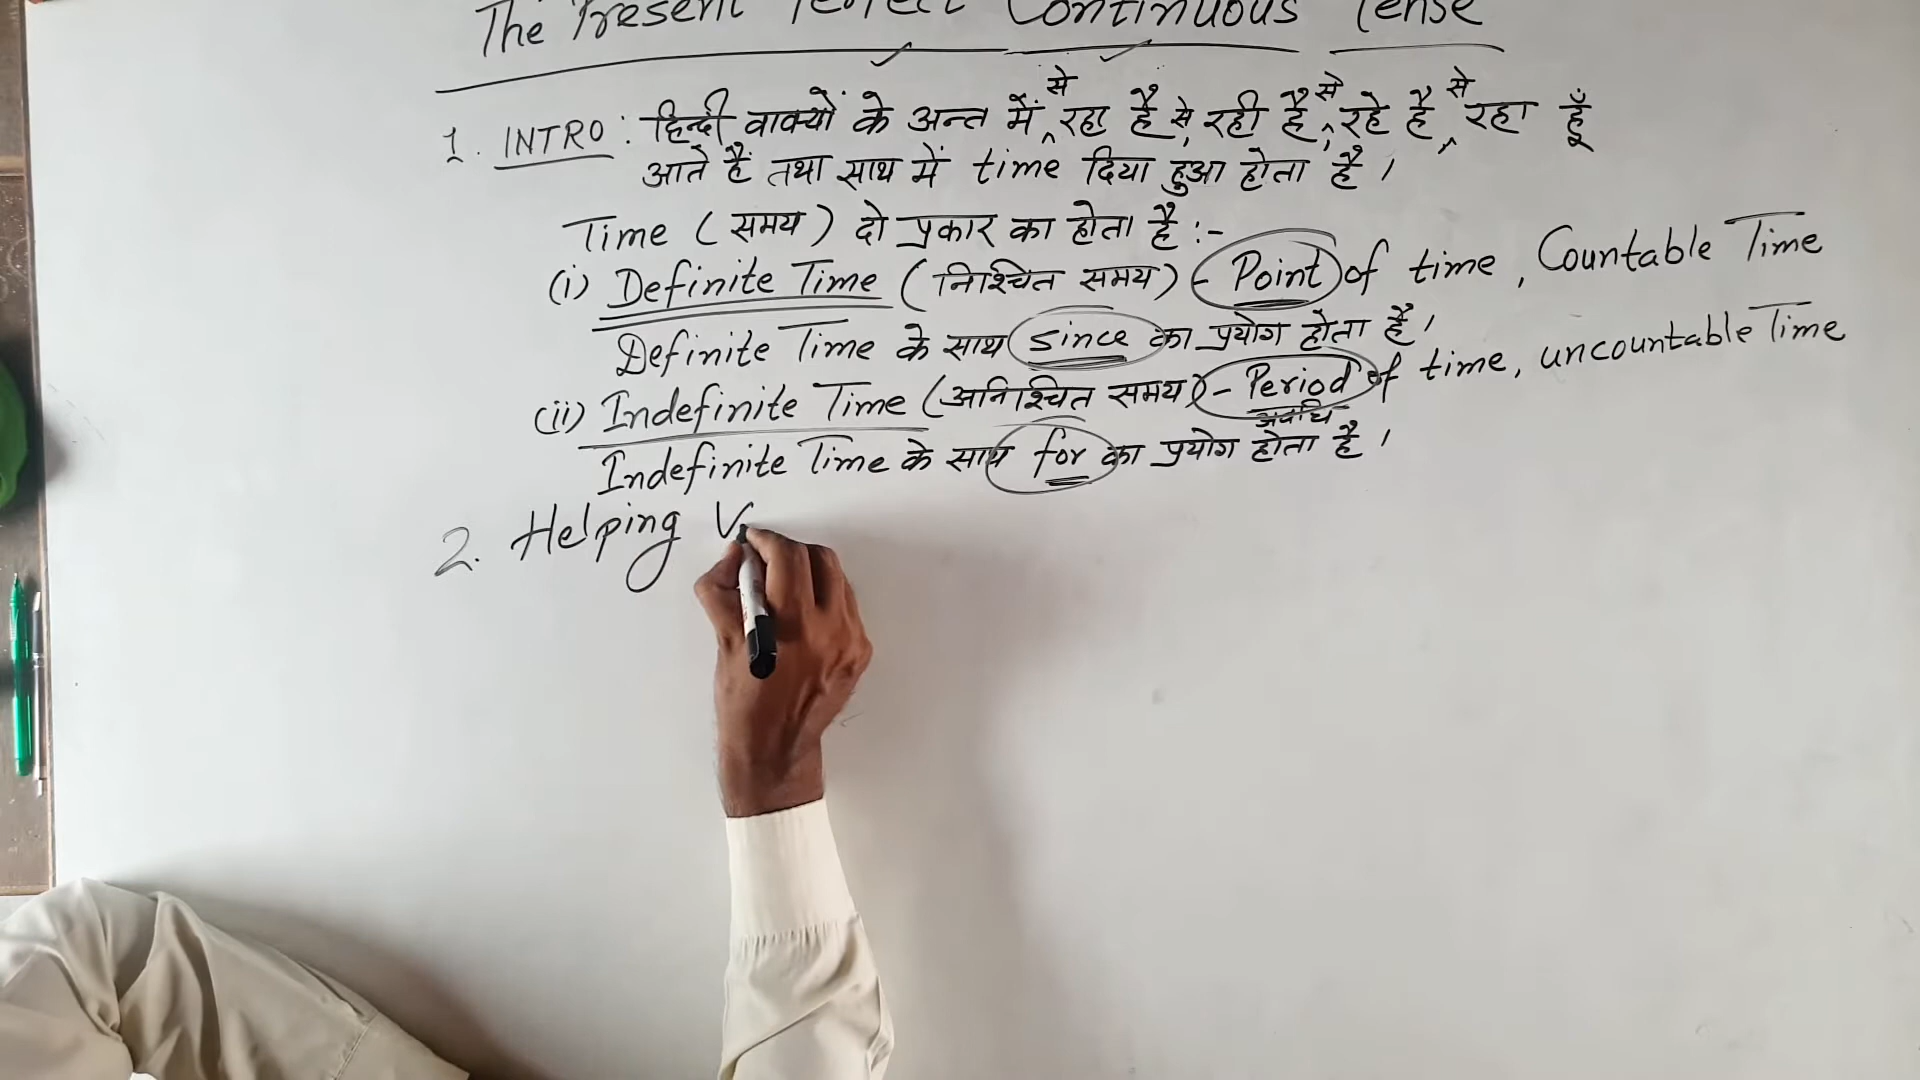 The Present Perfect Continuous Tense
1. INTRO : हिन्दी वाक्यों के अन्त में से रहा है से रही है, से रहे हैं से रहा हूँ
आते हैं तथा साथ में time दिया हुआ होता है ।
Time ( समय ) दो प्रकार का होता है :-
(i) Definite Time ( निश्चित समय ) - Point of time , Countable Time
Definite Time के साथ since का प्रयोग होता है ।
(ii) Indefinite Time ( अनिश्चित समय ) - Period of time, uncountable Time
अवधि
Indefinite Time के साथ for का प्रयोग होता है ।
2. Helping V